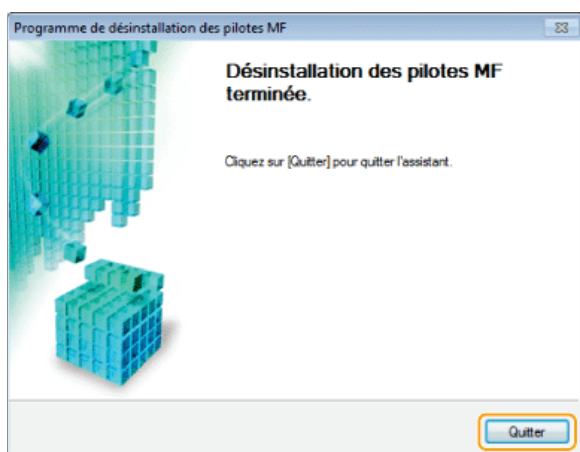 Programme de désinstallation des pilotes MF
Désinstallation des pilotes MF
terminée.
Cliquez sur [Quitter] pour quitter l'assistant.
Quitter